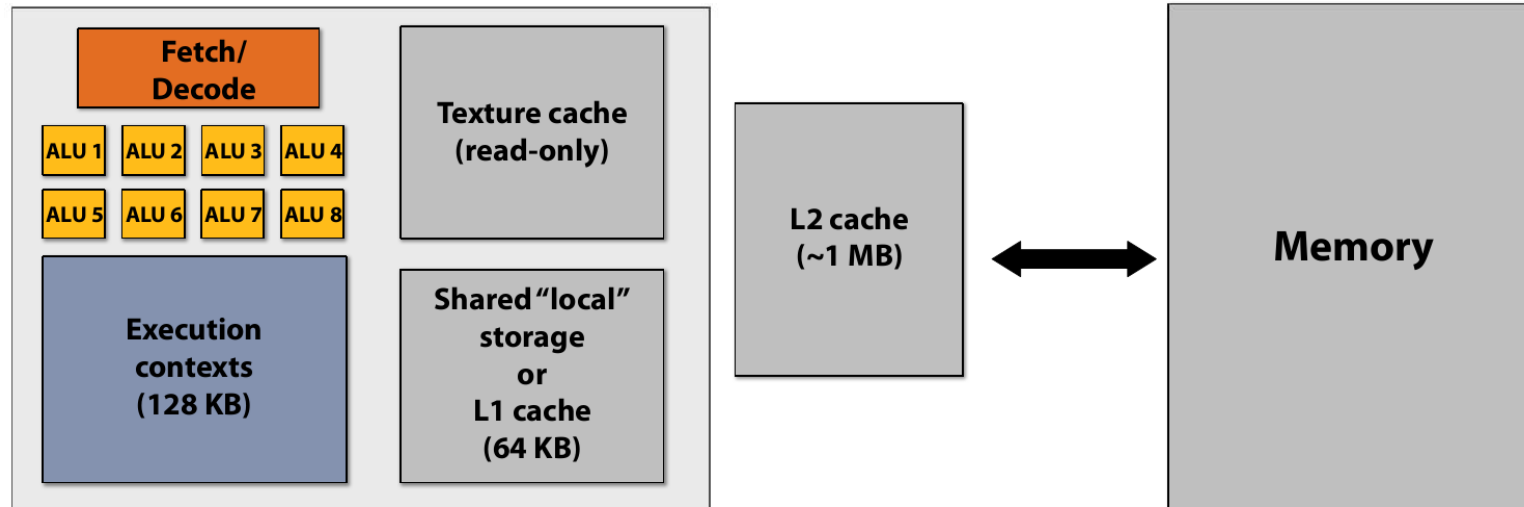 Fetch/
Decode
ALU 1
ALU 2
ALU 3
ALU 4
ALU 5
ALU 6
ALU 7
ALU 8
Execution
contexts
(128 KB)
Texture cache
(read-only)
Shared “local”
storage
or
L1 cache
(64 KB)
L2 cache
(~1 MB)
Memory